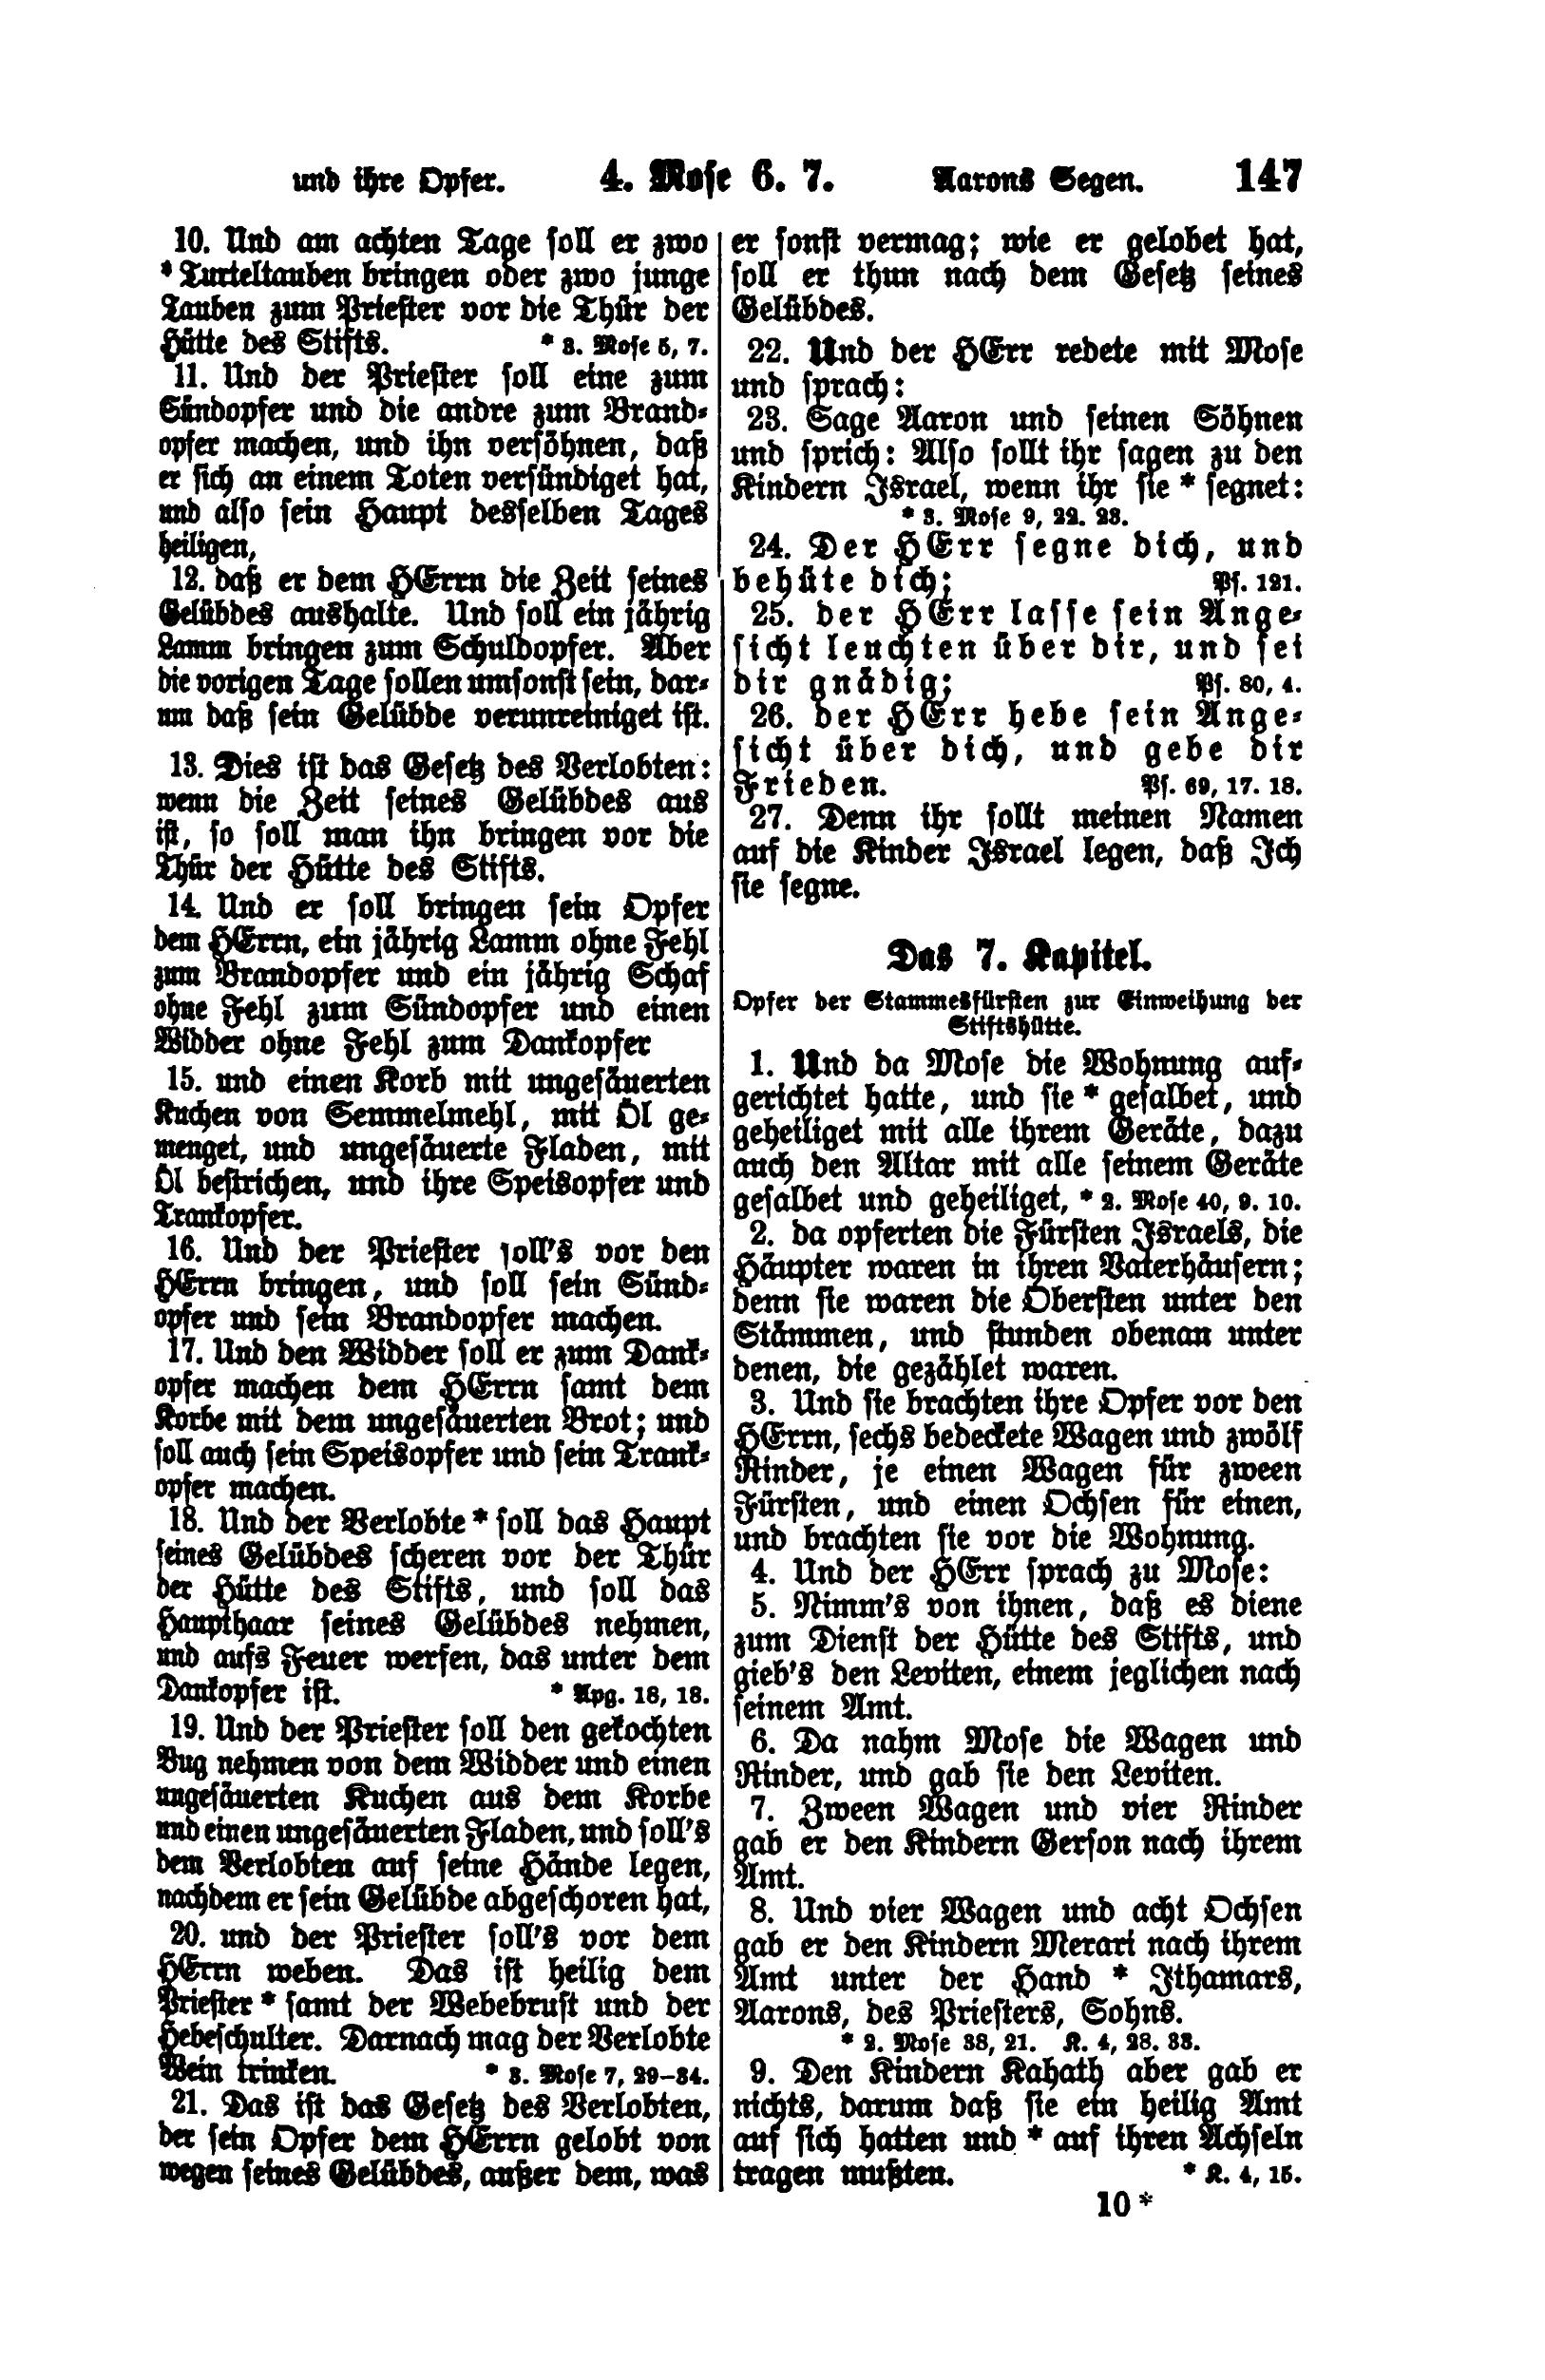 und ihre Opfer. 4. Mose 6. 7. Aarons Segen. 147
10. Und am achten Tage soll er zwo
* Turteltauben bringen oder zwo junge
Tauben zum Priester vor die Thür der
Hütte des Stifts. * 3. Mose 5, 7.
11. Und der Priester soll eine zum
Sündopfer und die andre zum Brand-
opfer machen, und ihn versöhnen, daß
er sich an einem Toten versündiget hat,
und also sein Haupt desselben Tages
heiligen,
12. daß er dem HErrn die Zeit seines
Gelübdes aushalte. Und soll ein jährig
Lamm bringen zum Schuldopfer. Aber
die vorigen Tage sollen umsonst sein, dar-
um daß sein Gelübde verunreiniget ist.
13. Dies ist das Gesetz des Verlobten:
wenn die Zeit seines Gelübdes aus
ist, so soll man ihn bringen vor die
Thür der Hütte des Stifts.
14. Und er soll bringen sein Opfer
dem HErrn, ein jährig Lamm ohne Fehl
zum Brandopfer und ein jährig Schaf
ohne Fehl zum Sündopfer und einen
Widder ohne Fehl zum Dankopfer
15. und einen Korb mit ungesäuerten
Kuchen von Semmelmehl, mit Öl ge-
menget, und ungesäuerte Fladen, mit
Öl bestrichen, und ihre Speisopfer und
Trankopfer.
16. Und der Priester soll's vor den
HErrn bringen, und soll sein Sünd-
opfer und sein Brandopfer machen.
17. Und den Widder soll er zum Dank-
opfer machen dem HErrn samt dem
Korbe mit dem ungesäuerten Brot; und
soll auch sein Speisopfer und sein Trank-
opfer machen.
18. Und der Verlobte * soll das Haupt
seines Gelübdes scheren vor der Thür
der Hütte des Stifts, und soll das
Haupthaar seines Gelübdes nehmen,
und aufs Feuer werfen, das unter dem
Dankopfer ist. * Apg. 18, 18.
19. Und der Priester soll den gekochten
Bug nehmen von dem Widder und einen
ungesäuerten Kuchen aus dem Korbe
und einen ungesäuerten Fladen, und soll's
dem Verlobten auf seine Hände legen,
nachdem er sein Gelübde abgeschoren hat,
20. und der Priester soll's vor dem
HErrn weben. Das ist heilig dem
Priester * samt der Webebrust und der
Hebeschulter. Darnach mag der Verlobte
Wein trinken. * 3. Mose 7, 29–34.
21. Das ist das Gesetz des Verlobten,
der sein Opfer dem HErrn gelobt von
wegen seines Gelübdes, außer dem, was
er sonst vermag; wie er gelobet hat,
soll er thun nach dem Gesetz seines
Gelübdes.
22. Und der HErr redete mit Mose
und sprach:
23. Sage Aaron und seinen Söhnen
und sprich: Also sollt ihr sagen zu den
Kindern Israel, wenn ihr sie * segnet:
* 3. Mose 9, 22. 23.
24. Der HErr segne dich, und
behüte dich; Ps. 121.
25. der HErr lasse sein Ange-
sicht leuchten über dir, und sei
dir gnädig; Ps. 80, 4.
26. der HErr hebe sein Ange-
sicht über dich, und gebe dir
Frieden. Ps. 69, 17. 18.
27. Denn ihr sollt meinen Namen
auf die Kinder Israel legen, daß Ich
sie segne.
Das 7. Kapitel.
Opfer der Stammesfürsten zur Einweihung der
Stiftshütte.
1. Und da Mose die Wohnung auf-
gerichtet hatte, und sie * gesalbet, und
geheiliget mit alle ihrem Geräte, dazu
auch den Altar mit alle seinem Geräte
gesalbet und geheiliget, * 2. Mose 40, 9. 10.
2. da opferten die Fürsten Israels, die
Häupter waren in ihren Vaterhäusern;
denn sie waren die Obersten unter den
Stämmen, und stunden obenan unter
denen, die gezählet waren.
3. Und sie brachten ihre Opfer vor den
HErrn, sechs bedeckete Wagen und zwölf
Rinder, je einen Wagen für zween
Fürsten, und einen Ochsen für einen,
und brachten sie vor die Wohnung.
4. Und der HErr sprach zu Mose:
5. Nimm's von ihnen, daß es diene
zum Dienst der Hütte des Stifts, und
gieb's den Leviten, einem jeglichen nach
seinem Amt.
6. Da nahm Mose die Wagen und
Rinder, und gab sie den Leviten.
7. Zween Wagen und vier Rinder
gab er den Kindern Gerson nach ihrem
Amt.
8. Und vier Wagen und acht Ochsen
gab er den Kindern Merari nach ihrem
Amt unter der Hand * Ithamars,
Aarons, des Priesters, Sohns.
* 2. Mose 38, 21. K. 4, 28. 33.
9. Den Kindern Kahath aber gab er
nichts, darum daß sie ein heilig Amt
auf sich hatten und * auf ihren Achseln
tragen mußten. * K. 4, 15.
10 *